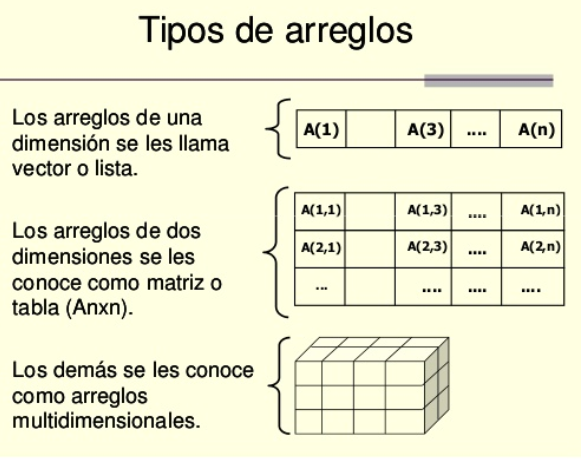 Tipos de arreglos
Los arreglos de una
dimensión se les llama
vector o lista.
A(1) A(3) .... A(n)
Los arreglos de dos
dimensiones se les
conoce como matriz o
tabla (Anxn).
A(1,1) A(1,3) .... A(1,n)
A(2,1) A(2,3) .... A(2,n)
... .... .... ....
Los demás se les conoce
como arreglos
multidimensionales.